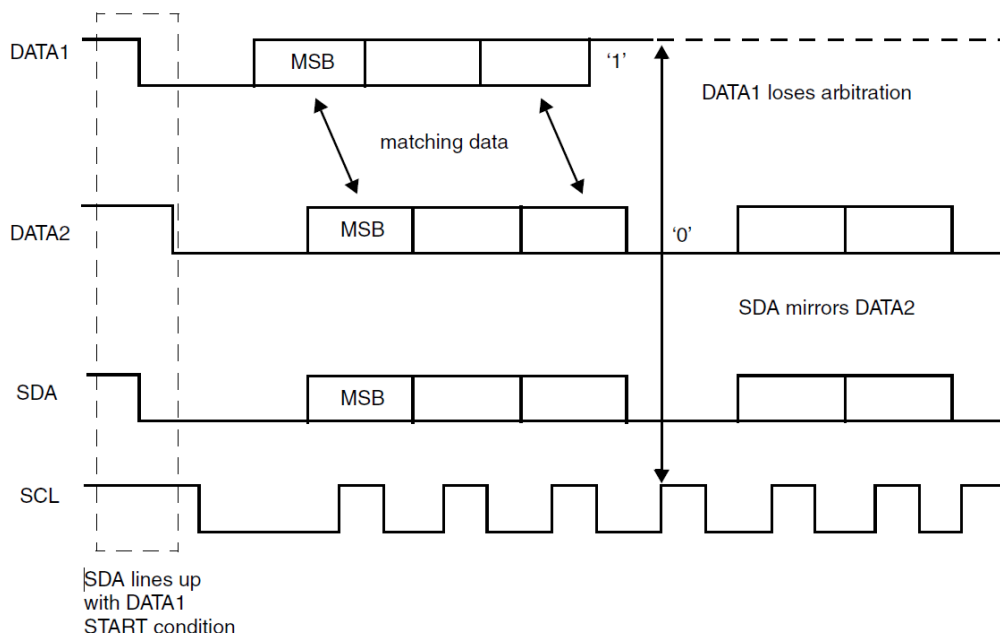 DATA1
MSB
‘1’
DATA1 loses arbitration
matching data
DATA2
MSB
‘0’
SDA mirrors DATA2
SDA
MSB
SCL
SDA lines up
with DATA1
START condition